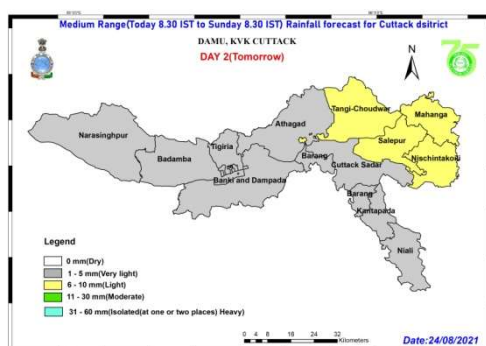 Medium Range(Today 8.30 IST to Sunday 8.30 IST) Rainfall forecast for Cuttack dsitrict
DAMU, KVK CUTTACK
DAY 2(Tomorrow)
N
75
Tangi-Choudwar
Mahanga
Athagad
Narasinghpur
Salepur
Tigiria
Nischintakoili
Badamba
Barang
Cuttack Sadar
Banki and Dampada
Barang
Kantapada
Niali
Legend
0 mm(Dry)
1 - 5 mm(Very light)
6 - 10 mm(Light)
11 - 30 mm(Moderate)
31 - 60 mm(Isolated(at one or two places) Heavy)
0 4 8 16 24 32
Kilometers
Date:24/08/2021